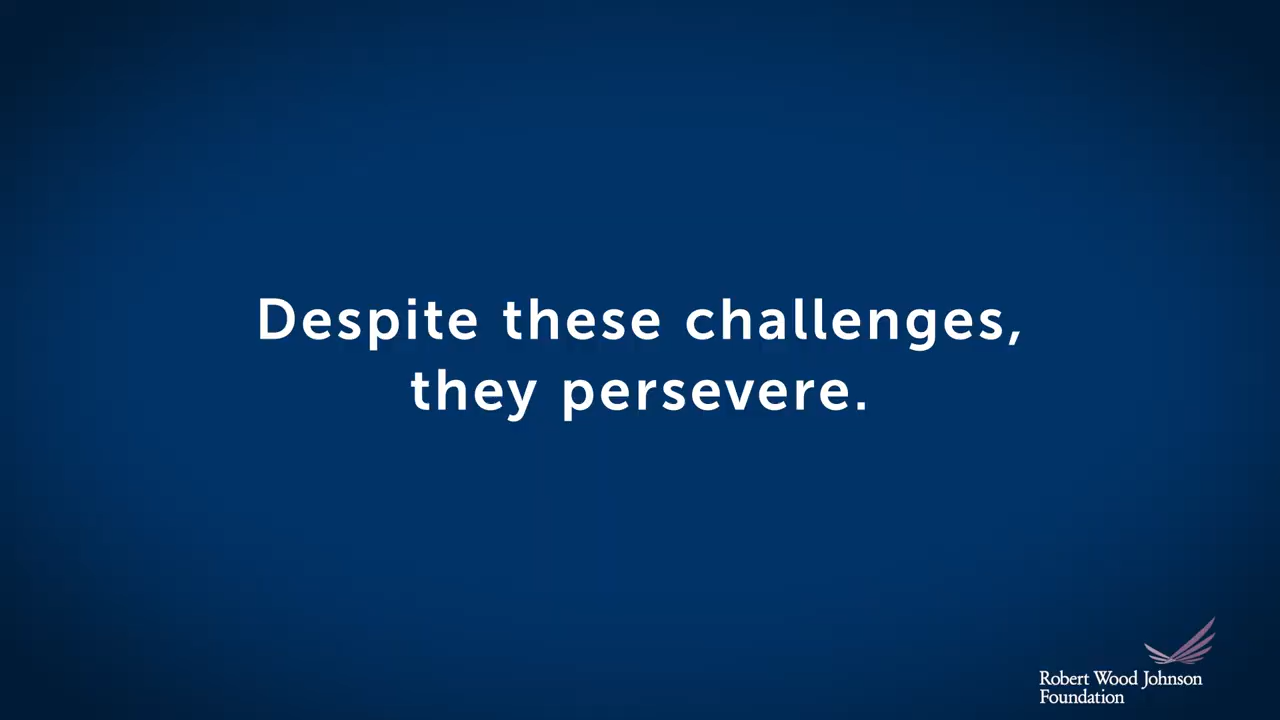 Despite these challenges,
they persevere.
Robert Wood Johnson
Foundation